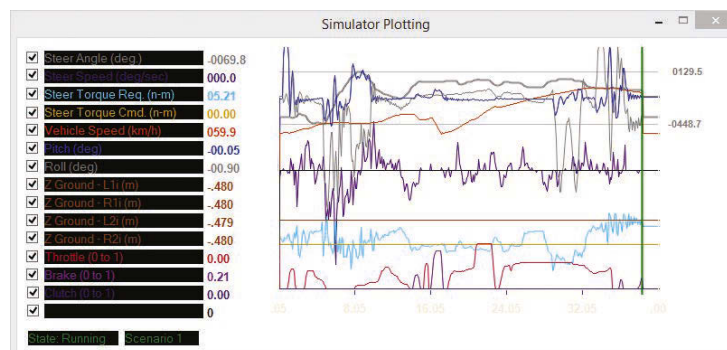 Simulator Plotting
Steer Angle (deg.) -0069.8
Steer Speed (deg/sec) 000.0
Steer Torque Req. (n-m) 05.21
Steer Torque Cmd. (n-m) 00.00
Vehicle Speed (km/h) 059.9
Pitch (deg) -00.05
Roll (deg) -00.90
Z Ground - L1i (m) -.480
Z Ground - R1i (m) -.480
Z Ground - L2i (m) -.479
Z Ground - R2i (m) -.480
Throttle (0 to 1) 0.00
Brake (0 to 1) 0.21
Clutch (0 to 1) 0.00
0
0129.5
-0448.7
.05 8.05 16.05 24.05 32.05 .00
State: Running Scenario 1